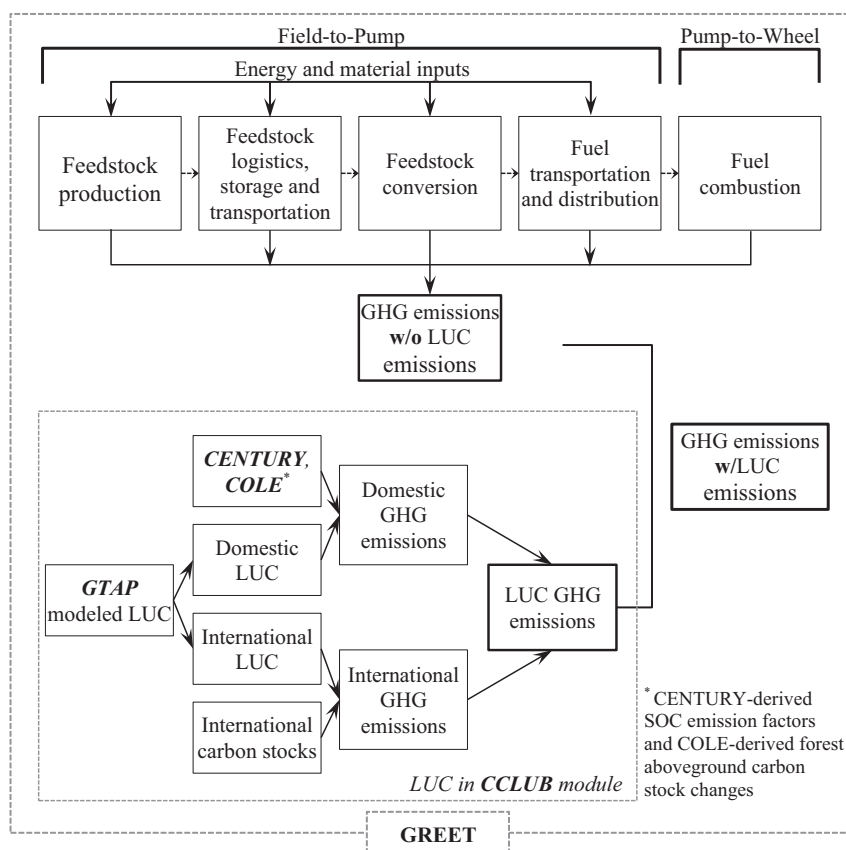 Field-to-Pump
Pump-to-Wheel
Energy and material inputs
Feedstock
production
Feedstock
logistics,
storage and
transportation
Feedstock
conversion
Fuel
transportation
and distribution
Fuel
combustion
GHG emissions
w/o LUC
emissions
GHG emissions
w/LUC
emissions
CENTURY,
COLE*
Domestic
GHG
emissions
Domestic
LUC
GTAP
modeled LUC
LUC GHG
emissions
International
LUC
International
GHG
emissions
International
carbon stocks
* CENTURY-derived
SOC emission factors
and COLE-derived forest
aboveground carbon
stock changes
LUC in CCLUB module
GREET